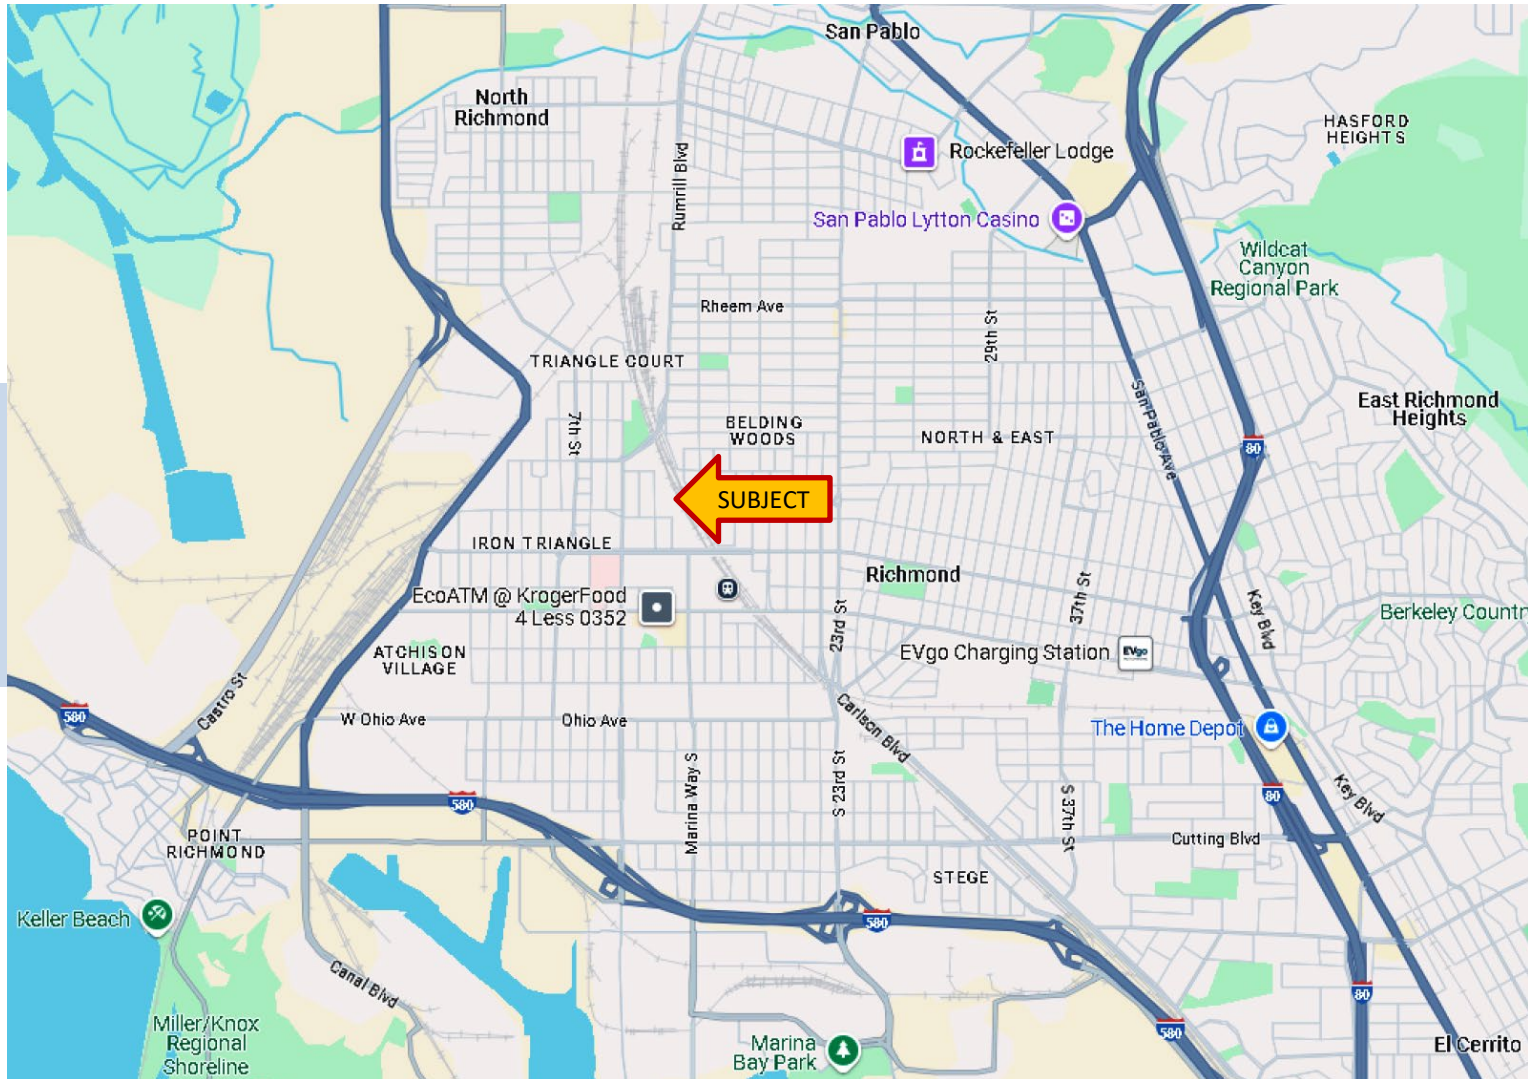 San Pablo
North
Richmond
HASFORD
HEIGHTS
Rumrill Blvd
Rockefeller Lodge
San Pablo Lytton Casino
Wildcat
Canyon
Regional Park
Rheem Ave
29th St
TRIANGLE COURT
San Pablo Ave
East Richmond
Heights
7th St
BELDING
WOODS
NORTH & EAST
80
SUBJECT
IRON TRIANGLE
Richmond
37th St
EcoATM @ KrogerFood
4 Less 0352
23rd St
Key Blvd
Berkeley Countr
ATCHISON
VILLAGE
EVgo Charging Station
EVgo
Castro St
580
W Ohio Ave
Ohio Ave
Carlson Blvd
The Home Depot
Marina Way S
S 23rd St
S 37th St
80
Key Blvd
580
POINT
RICHMOND
Cutting Blvd
STEGE
Keller Beach
580
Canal Blvd
80
Miller/Knox
Regional
Shoreline
Marina
Bay Park
580
El Cerrito